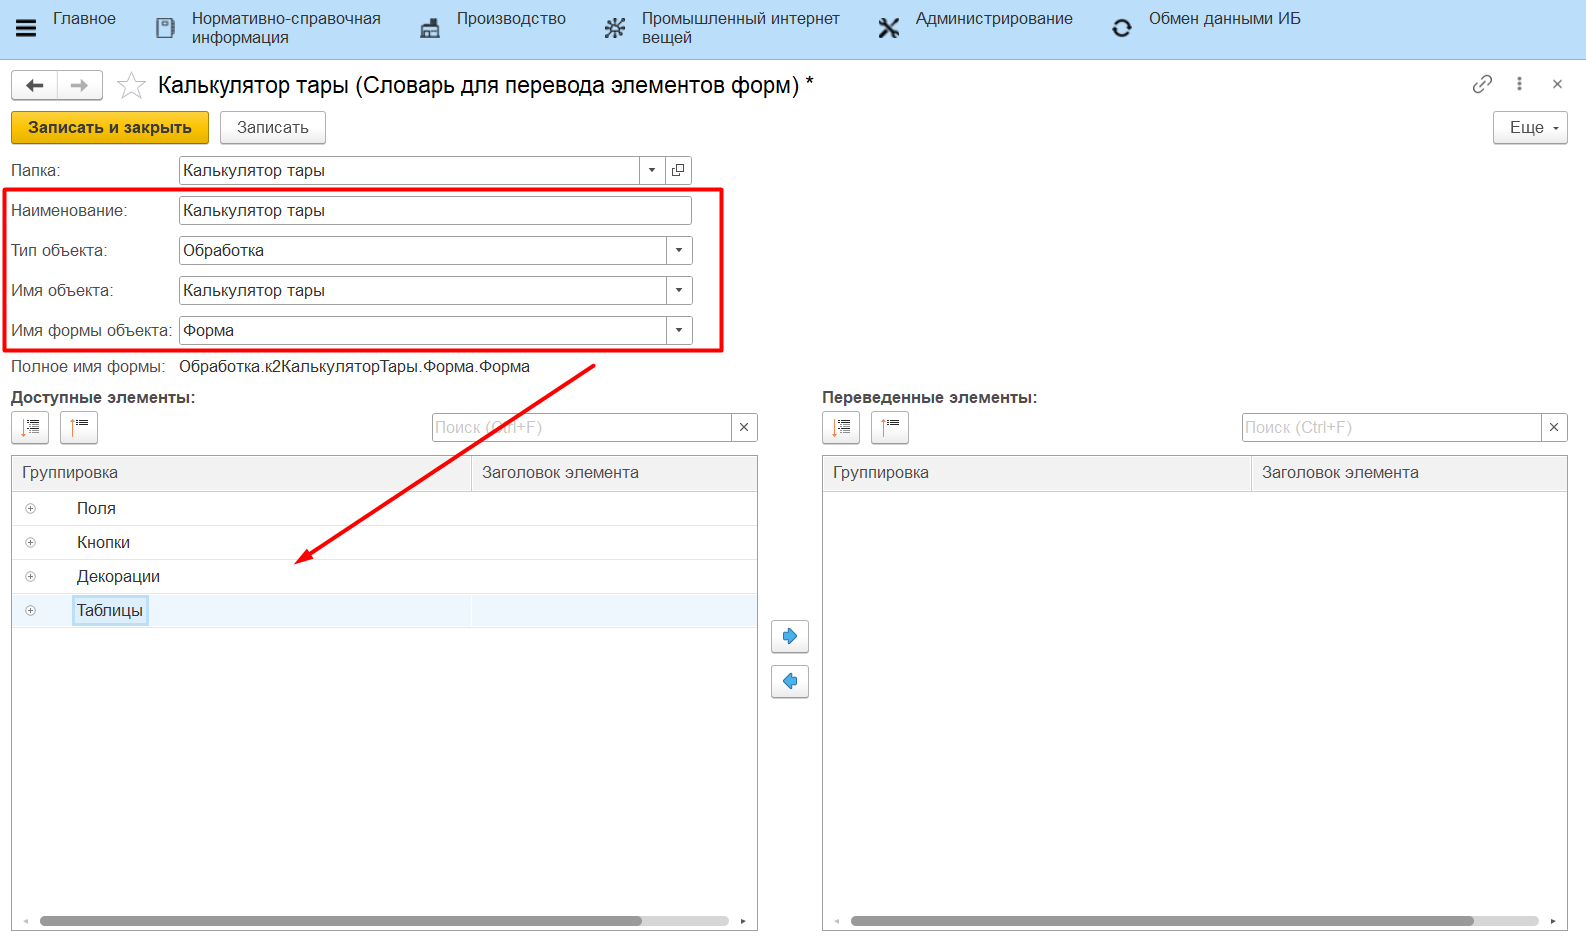 Главное
Нормативно-справочная
информация
Производство
Промышленный интернет
вещей
Администрирование
Обмен данными ИБ
Калькулятор тары (Словарь для перевода элементов форм) *
Записать и закрыть
Записать
Еще
Папка: Калькулятор тары
Наименование: Калькулятор тары
Тип объекта: Обработка
Имя объекта: Калькулятор тары
Имя формы объекта: Форма
Полное имя формы: Обработка.к2КалькуляторТары.Форма.Форма
Доступные элементы:
Поиск (Ctrl+F)
Группировка Заголовок элемента
Поля
Кнопки
Декорации
Таблицы
Переведенные элементы:
Поиск (Ctrl+F)
Группировка Заголовок элемента